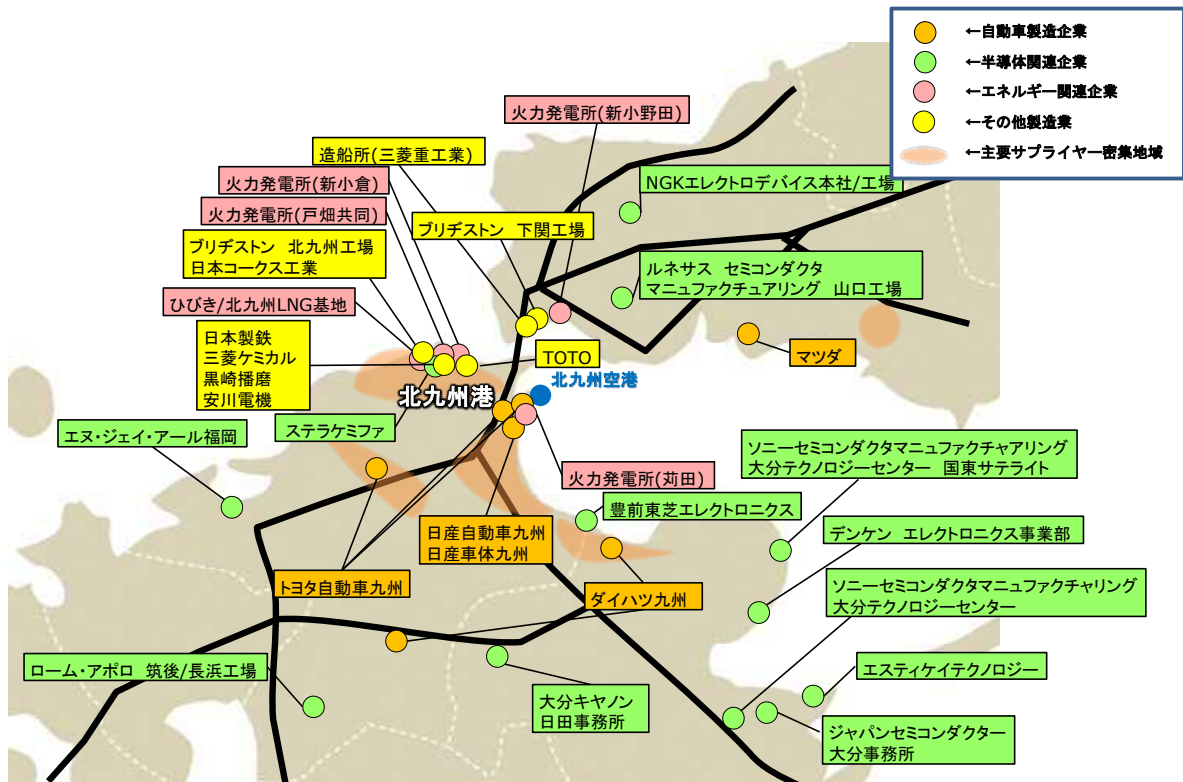 ←自動車製造企業
←半導体関連企業
←エネルギー関連企業
←その他製造業
←主要サプライヤー密集地域
火力発電所(新小野田)
造船所(三菱重工業)
火力発電所(新小倉)
NGKエレクトロデバイス本社/工場
火力発電所(戸畑共同)
ブリヂストン 下関工場
ブリヂストン 北九州工場
日本コークス工業
ルネサス セミコンダクタ
マニュファクチュアリング 山口工場
ひびき/北九州LNG基地
日本製鉄
三菱ケミカル
黒崎播磨
安川電機
TOTO
マツダ
北九州空港
北九州港
ステラケミファ
エヌ・ジェイ・アール福岡
ソニーセミコンダクタマニュファクチャアリング
大分テクノロジーセンター 国東サテライト
火力発電所(苅田)
豊前東芝エレクトロニクス
日産自動車九州
日産車体九州
デンケン エレクトロニクス事業部
トヨタ自動車九州
ダイハツ九州
ソニーセミコンダクタマニュファクチャリング
大分テクノロジーセンター
ローム・アポロ 筑後/長浜工場
エスティケイテクノロジー
大分キヤノン
日田事務所
ジャパンセミコンダクター
大分事務所